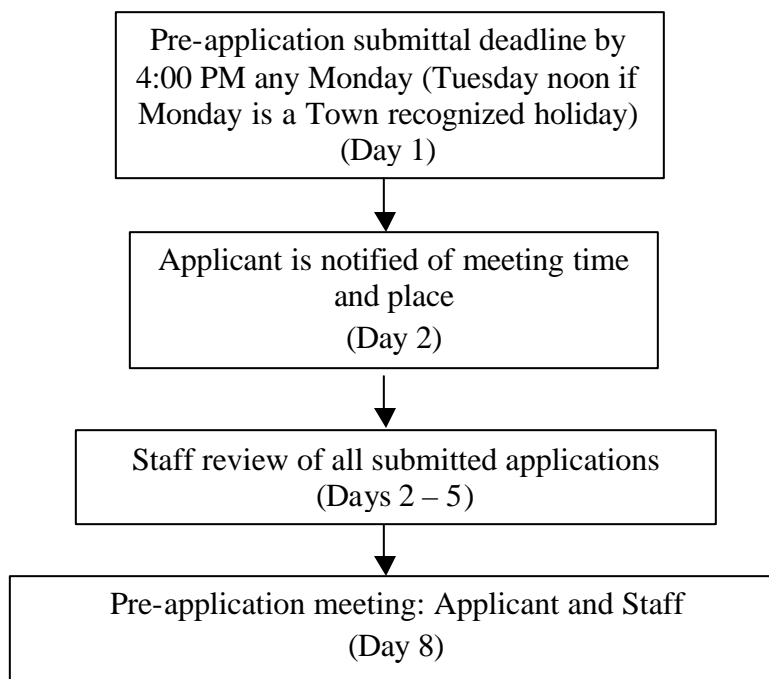 Pre-application submittal deadline by
4:00 PM any Monday (Tuesday noon if
Monday is a Town recognized holiday)
(Day 1)
Applicant is notified of meeting time
and place
(Day 2)
Staff review of all submitted applications
(Days 2 – 5)
Pre-application meeting: Applicant and Staff
(Day 8)